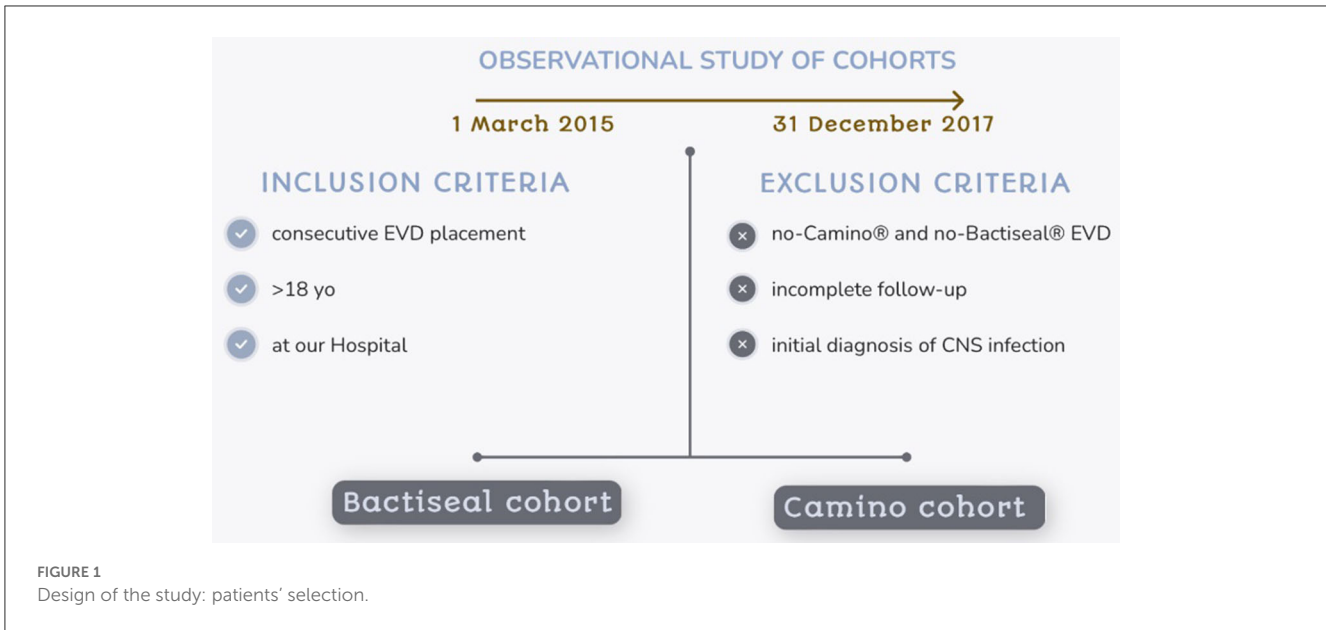 OBSERVATIONAL STUDY OF COHORTS
1 March 2015
31 December 2017
INCLUSION CRITERIA
consecutive EVD placement
>18 yo
at our Hospital
EXCLUSION CRITERIA
no-Camino® and no-Bactiseal® EVD
incomplete follow-up
initial diagnosis of CNS infection
Bactiseal cohort
Camino cohort
FIGURE 1
Design of the study: patients' selection.